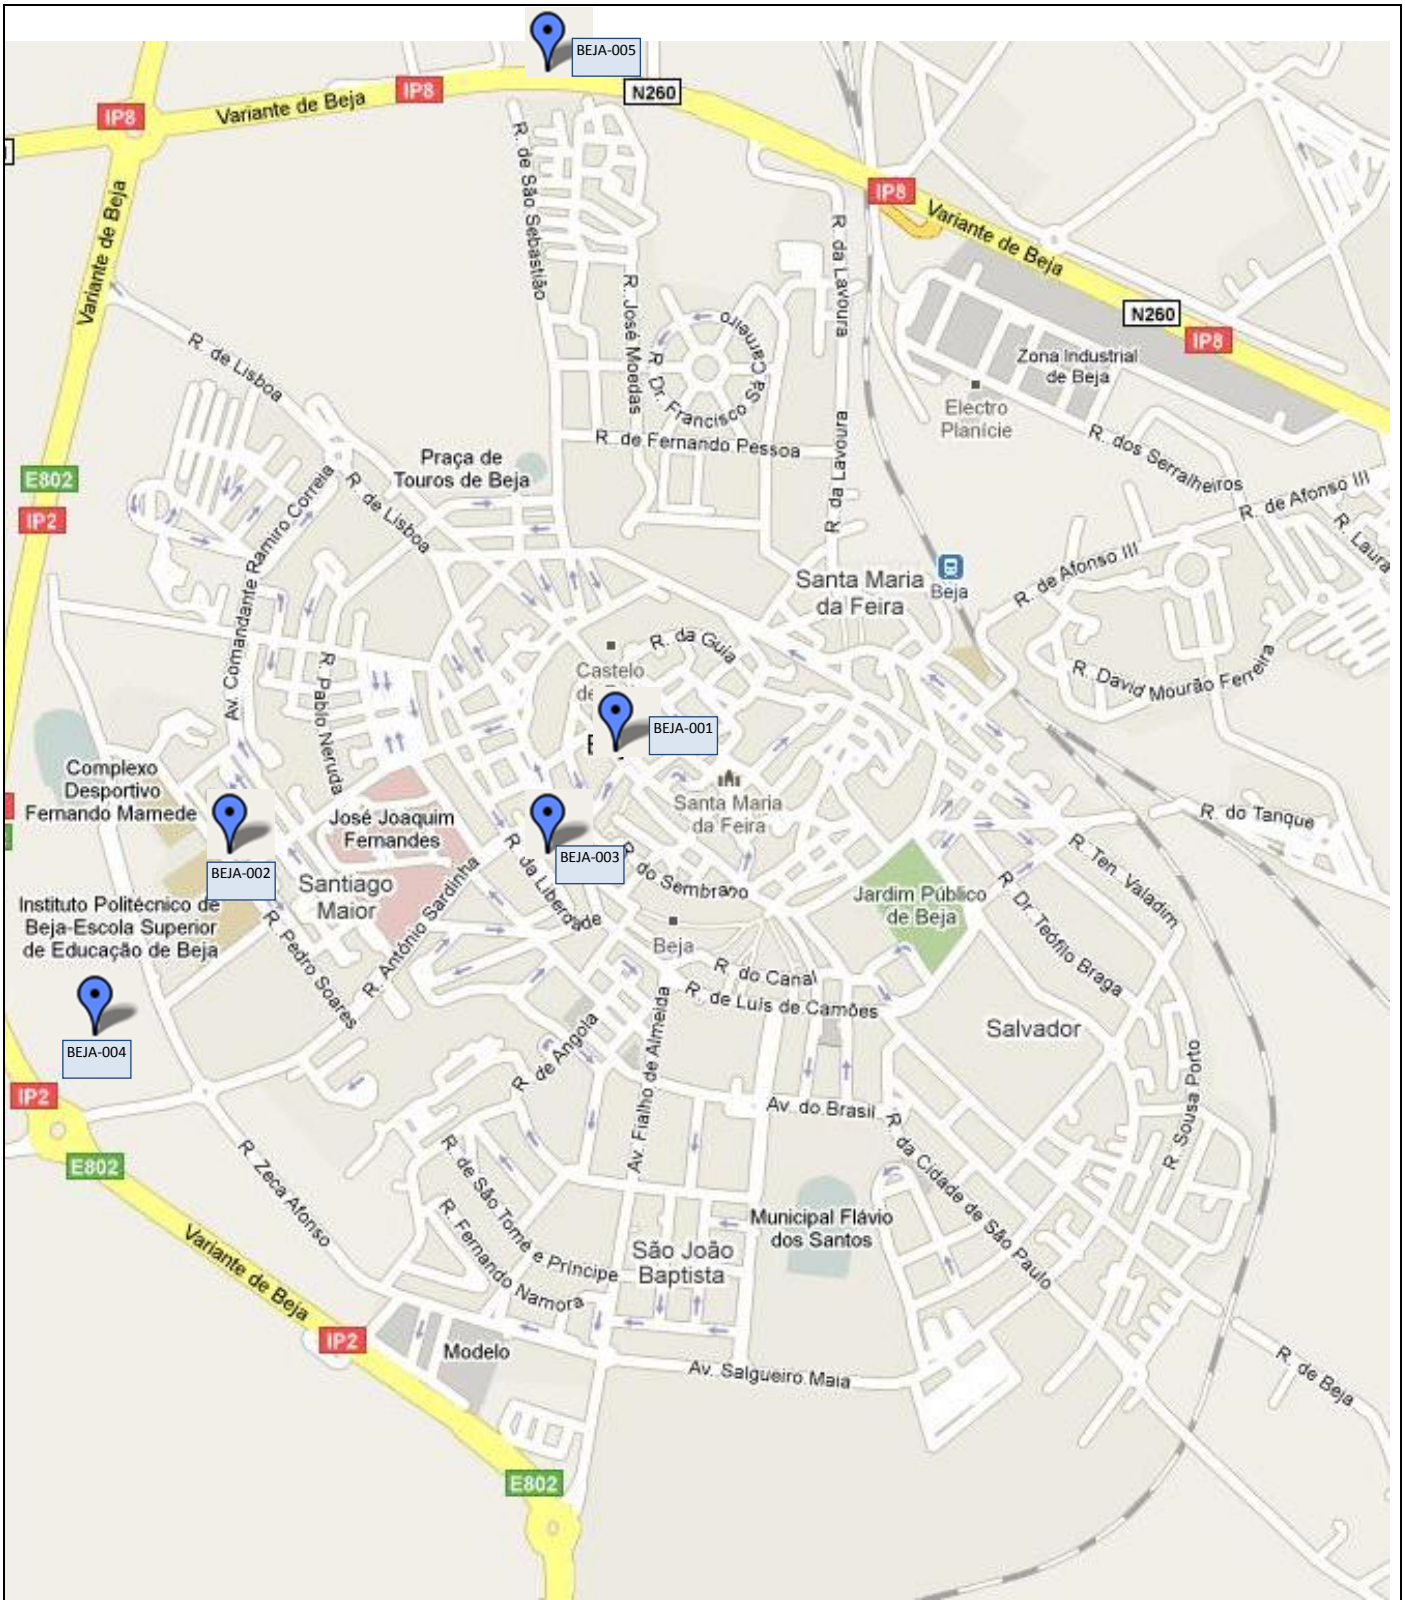 BEJA-005
IP8
N260
Variante de Beja
IP8
R. de São Sebastião
IP8
Variante de Beja
Variante de Beja
R. da Lavoura
R. José Moedas
N260
IP8
R. Dr. Francisco Sá Carneiro
Zona Industrial
de Beja
R. de Lisboa
Electro
Planície
R. de Fernando Pessoa
R. da Lavoura
R. dos Serralheiros
Praça de
Touros de Beja
E802
IP2
R. de Lisboa
R. de Afonso III
R. Laura
Av. Comandante Ramiro Correia
R. de Afonso III
Santa Maria
da Feira
Beja
R. da Guia
Castelo
R. Pablo Neruda
R. David Mourão Ferreira
BEJA-001
Complexo
Desportivo
Fernando Mamede
José Joaquim
Fernandes
Santa Maria
da Feira
R. do Tanque
R. da Liberdade
BEJA-003
R. do Sembrano
R. Ten. Valadim
BEJA-002
Santiago
Maior
R. António Sardinha
Jardim Público
de Beja
R. Dr. Teófilo Braga
Instituto Politécnico de
Beja-Escola Superior
de Educação de Beja
R. Pedro Soares
Beja
R. do Canal
R. de Luís de Camões
Salvador
BEJA-004
R. de Angola
Av. Fialho de Almeida
R. Sousa Porto
IP2
Av. do Brasil
R. da Cidade de São Paulo
E802
R. Zeca Afonso
R. de São Tomé e Príncipe
R. Fernando Namora
Municipal Flávio
dos Santos
São João
Baptista
Variante de Beja
IP2
Modelo
Av. Salgueiro Maia
R. de Beja
E802